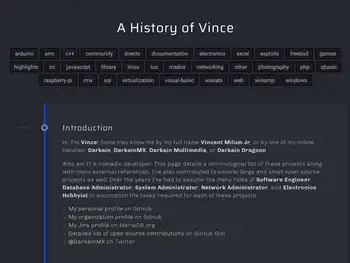 A History of Vince
arduino arm c++ community directx documentation electronics excel exploits freebsd games
highlights irc javascript library linux lua msdos networking other photography php qbasic
raspberry-pi rmx sql virtualization visual-basic wasabi web winamp windows
Introduction
Hi, I'm Vince! Some may know me by my full name Vincent Milum Jr, or by one of my online
handles: Darkain, DarkainMX, Darkain Multimedia, or Darkain Dragoon.
Who am I? A nomadic developer. This page details a chronological list of these projects along
with many external references. I've also contributed to several large and small open source
projects as well. Over the years I've had to assume the many roles of Software Engineer,
Database Administrator, System Administrator, Network Administrator, and Electronics
Hobbyist to accomplish the tasks required for each of these projects.
- My personal profile on GitHub
- My organization profile on GitHub
- My Jira profile on MariaDB.org
- Detailed list of open source contributions on GitHub Gist
- @DarkainMX on Twitter